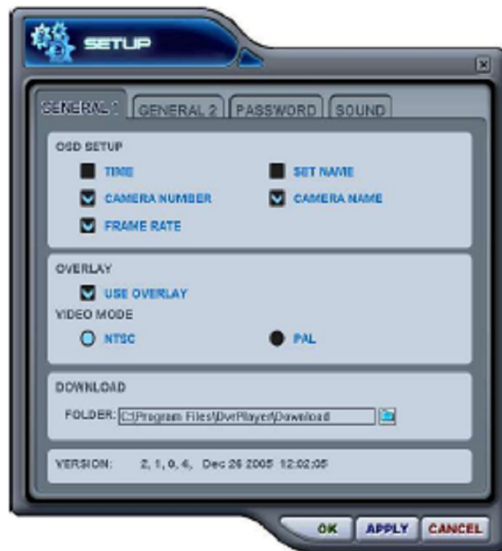 SETUP
GENERAL 1 GENERAL 2 PASSWORD SOUND
OSD SETUP
TIME SET NAME
CAMERA NUMBER CAMERA NAME
FRAME RATE
OVERLAY
USE OVERLAY
VIDEO MODE
NTSC PAL
DOWNLOAD
FOLDER: C:\Program Files\DvrPlayer\Download
VERSION: 2, 1, 0, 4, Dec 26 2005 12:02:05
OK APPLY CANCEL